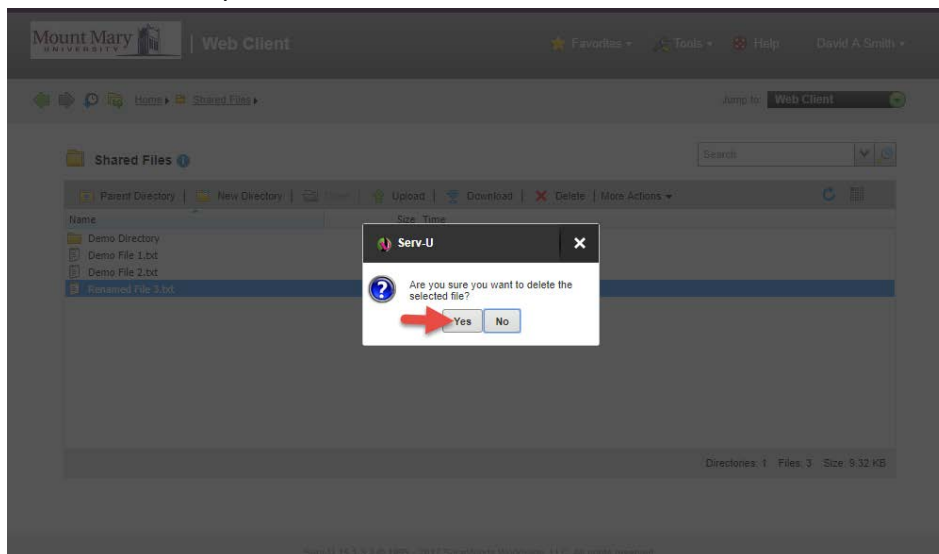 Mount Mary
UNIVERSITY
Web Client
Favorites
Tools
Help
David A Smith
Home
Shared Files
Jump to:
Web Client
Shared Files
Search
Parent Directory | New Directory |
Upload | Download | Delete | More Actions
Name Size Time
Demo Directory
Demo File 1.txt
Demo File 2.txt
Renamed File 3.txt
Serv-U
Are you sure you want to delete the
selected file?
Yes No
Directories: 1 Files: 3 Size: 9.32 KB